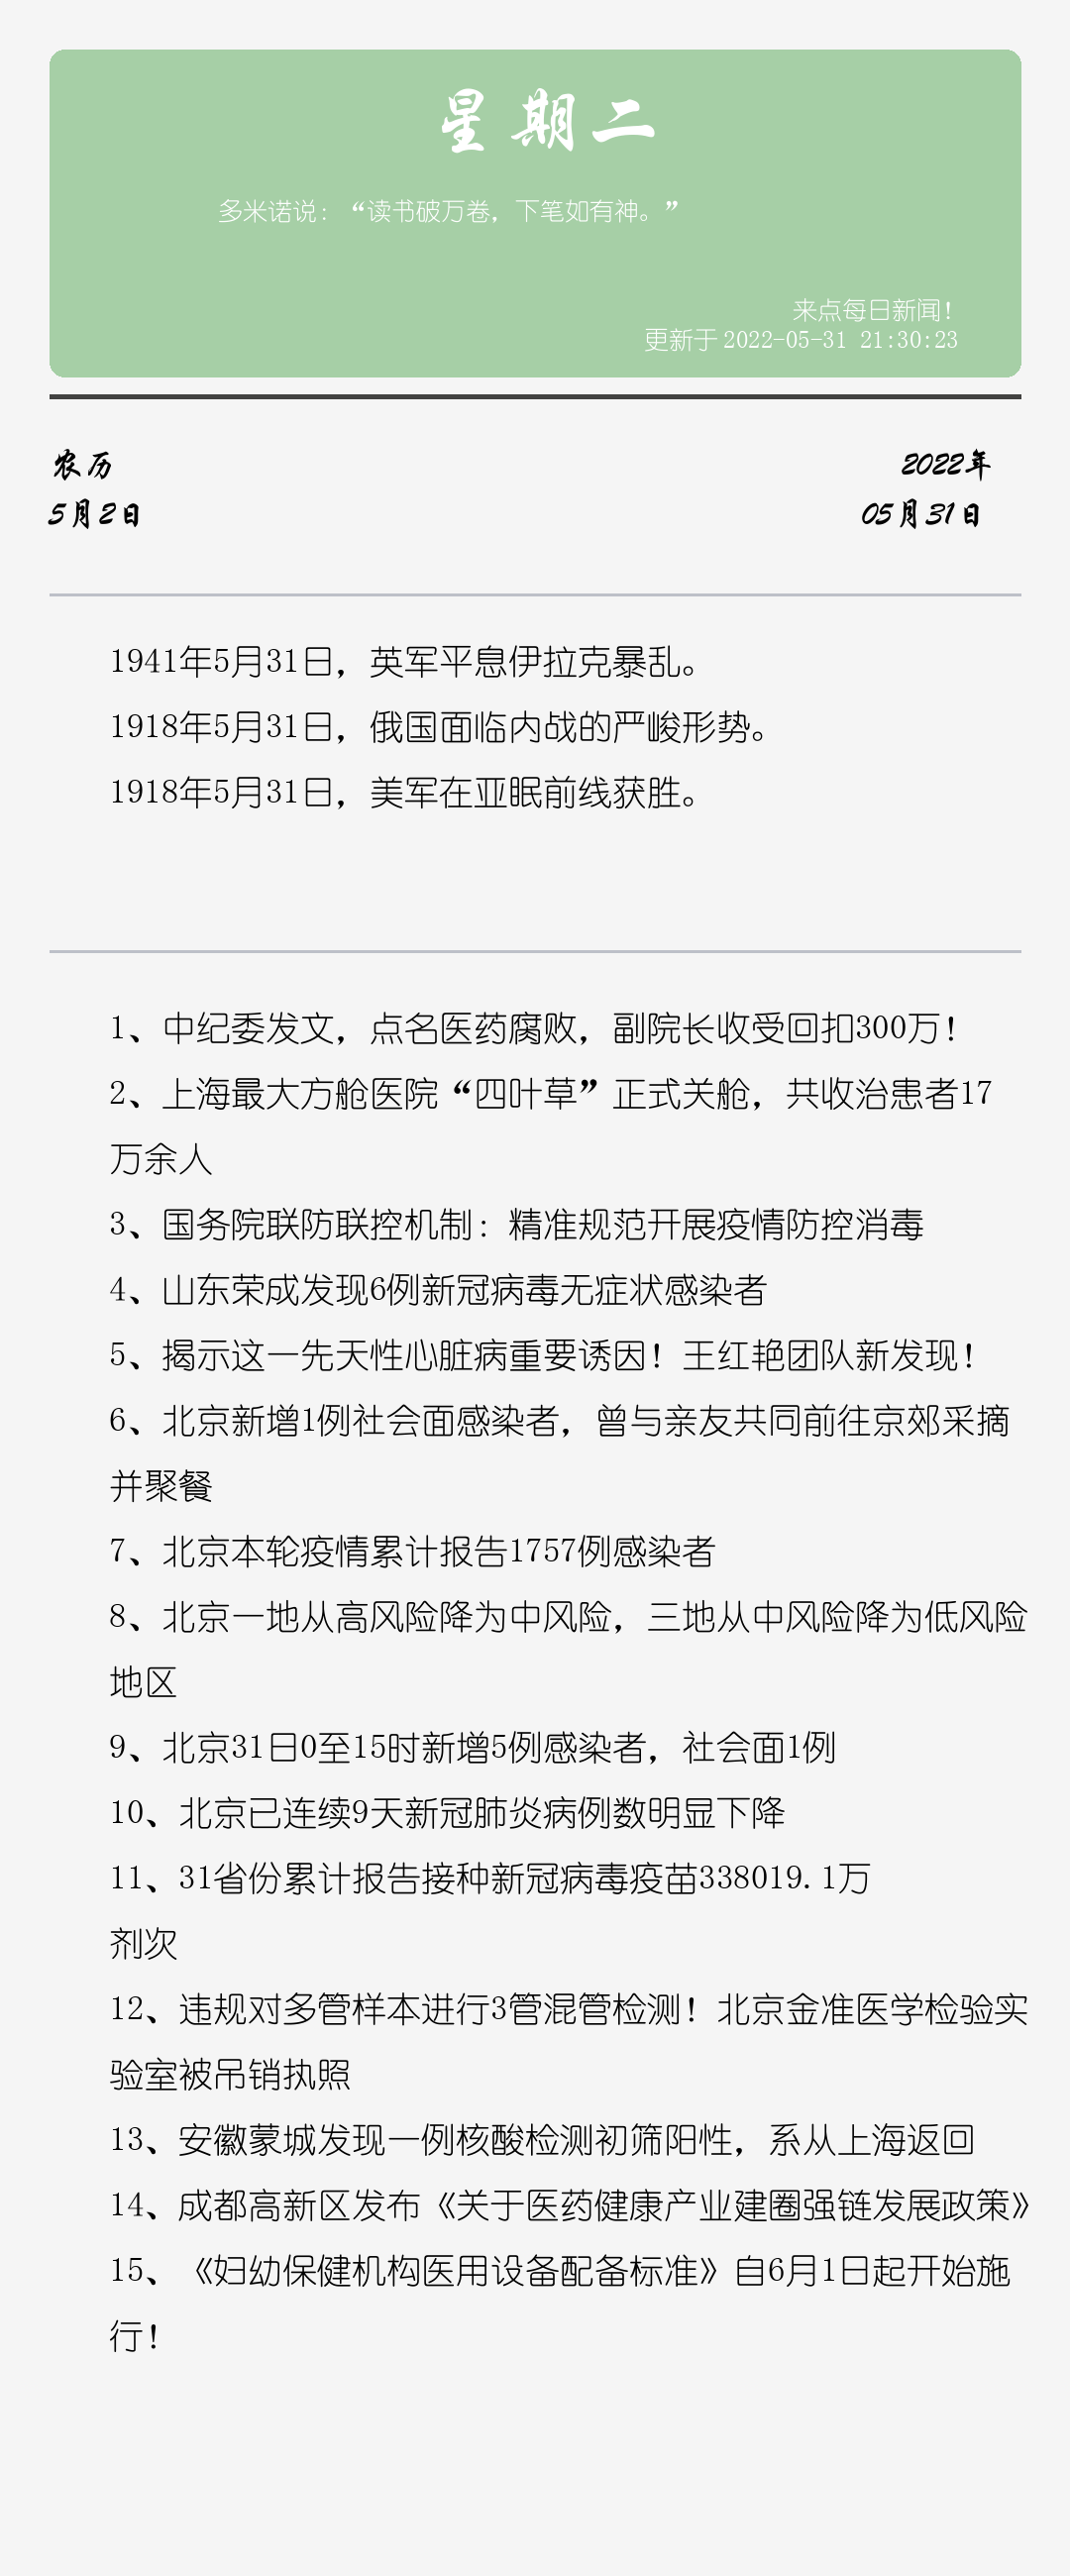 星期二
多米诺说：“读书破万卷，下笔如有神。”
来点每日新闻！
更新于 2022-05-31 21:30:23
农历
2022年
5月2日
05月31日
1941年5月31日，英军平息伊拉克暴乱。
1918年5月31日，俄国面临内战的严峻形势。
1918年5月31日，美军在亚眠前线获胜。
1、中纪委发文，点名医药腐败，副院长收受回扣300万！
2、上海最大方舱医院“四叶草”正式关舱，共收治患者17
万余人
3、国务院联防联控机制：精准规范开展疫情防控消毒
4、山东荣成发现6例新冠病毒无症状感染者
5、揭示这一先天性心脏病重要诱因！王红艳团队新发现！
6、北京新增1例社会面感染者，曾与亲友共同前往京郊采摘
并聚餐
7、北京本轮疫情累计报告1757例感染者
8、北京一地从高风险降为中风险，三地从中风险降为低风险
地区
9、北京31日0至15时新增5例感染者，社会面1例
10、北京已连续9天新冠肺炎病例数明显下降
11、31省份累计报告接种新冠病毒疫苗338019.1万
剂次
12、违规对多管样本进行3管混管检测！北京金准医学检验实
验室被吊销执照
13、安徽蒙城发现一例核酸检测初筛阳性，系从上海返回
14、成都高新区发布《关于医药健康产业建圈强链发展政策》
15、《妇幼保健机构医用设备配备标准》自6月1日起开始施
行！